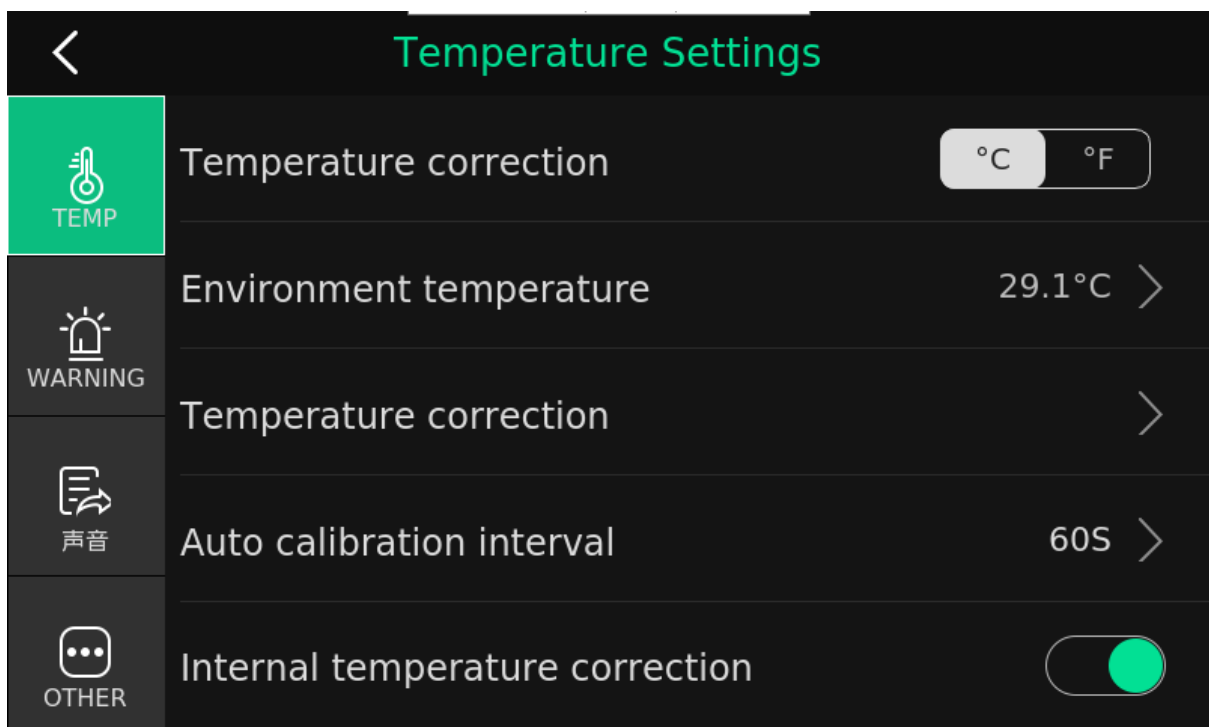 Temperature Settings
TEMP
Temperature correction
°C °F
Environment temperature
29.1°C
WARNING
Temperature correction
声音
Auto calibration interval
60S
OTHER
Internal temperature correction